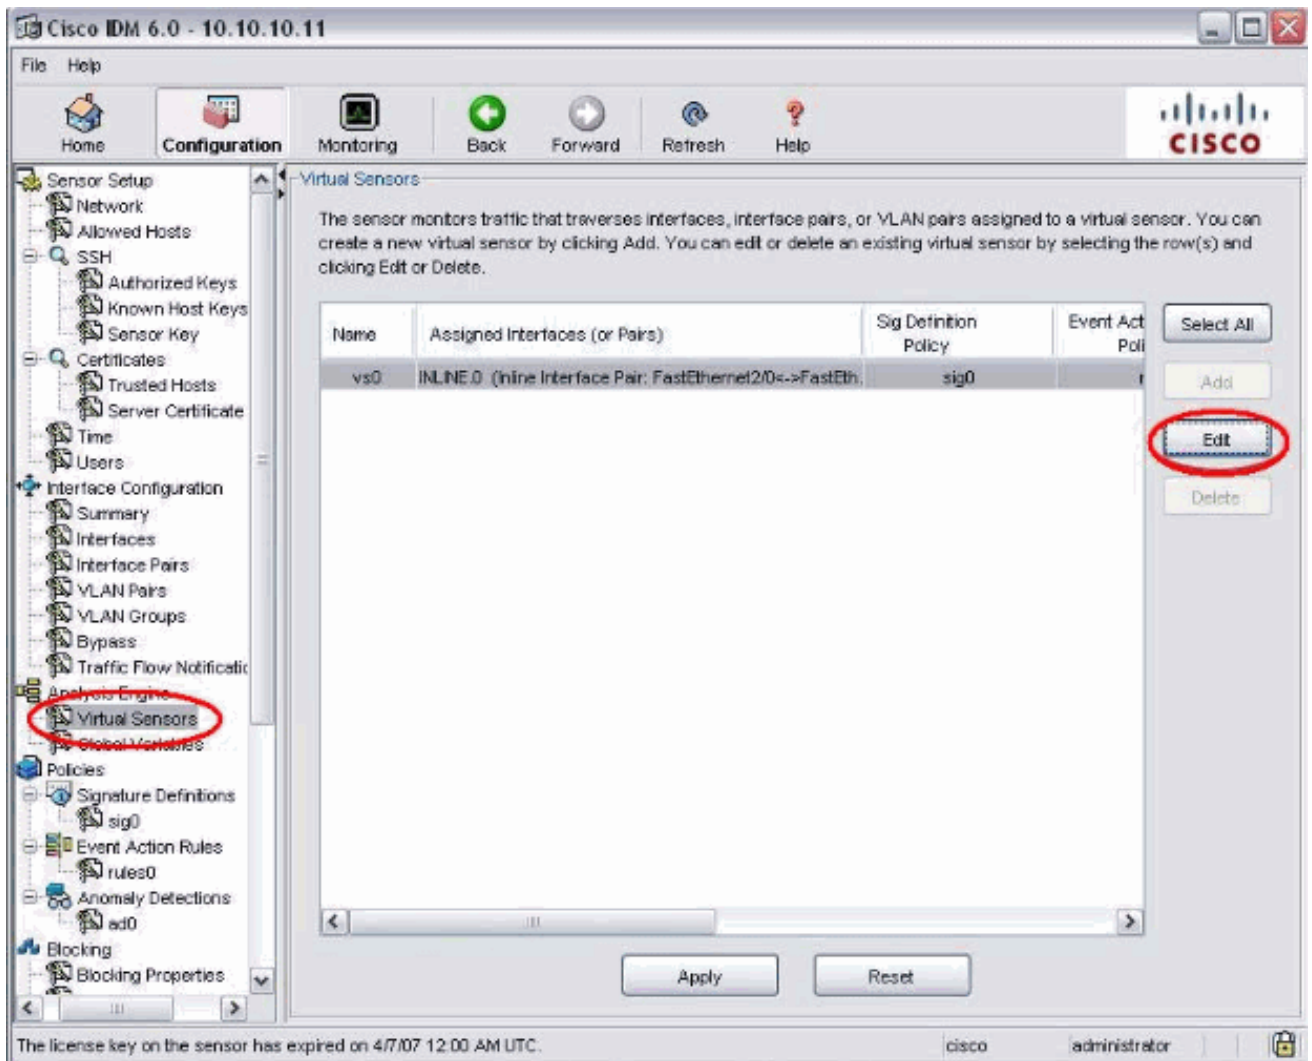 Cisco IDM 6.0 - 10.10.10.11
File Help
Home Configuration Monitoring Back Forward Refresh Help
CISCO
Sensor Setup
Network
Allowed Hosts
SSH
Authorized Keys
Known Host Keys
Sensor Key
Certificates
Trusted Hosts
Server Certificate
Time
Users
Interface Configuration
Summary
Interfaces
Interface Pairs
VLAN Pairs
VLAN Groups
Bypass
Traffic Flow Notificatio
Analysis Engine
Virtual Sensors
Global Variables
Policies
Signature Definitions
sig0
Event Action Rules
rules0
Anomaly Detections
ad0
Blocking
Blocking Properties
Virtual Sensors
The sensor monitors traffic that traverses interfaces, interface pairs, or VLAN pairs assigned to a virtual sensor. You can
create a new virtual sensor by clicking Add. You can edit or delete an existing virtual sensor by selecting the row(s) and
clicking Edit or Delete.
Name Assigned Interfaces (or Pairs) Sig Definition Policy Event Act Poli
vs0 INLINE.0 (Inline Interface Pair: FastEthernet2/0<->FastEth. sig0 r
Select All
Add
Edit
Delete
Apply Reset
The license key on the sensor has expired on 4/7/07 12:00 AM UTC. cisco administrator